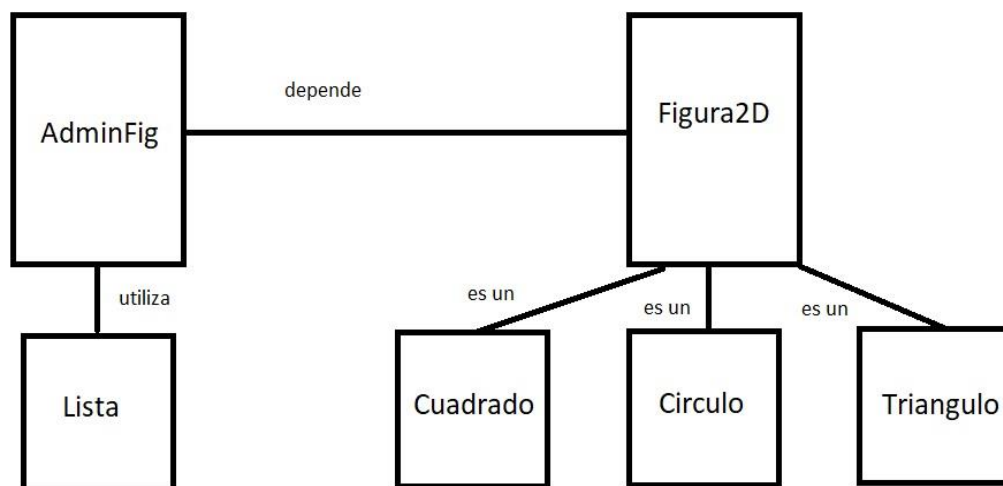 depende
AdminFig
Figura2D
utiliza
es un
es un
es un
Lista
Cuadrado
Circulo
Triangulo